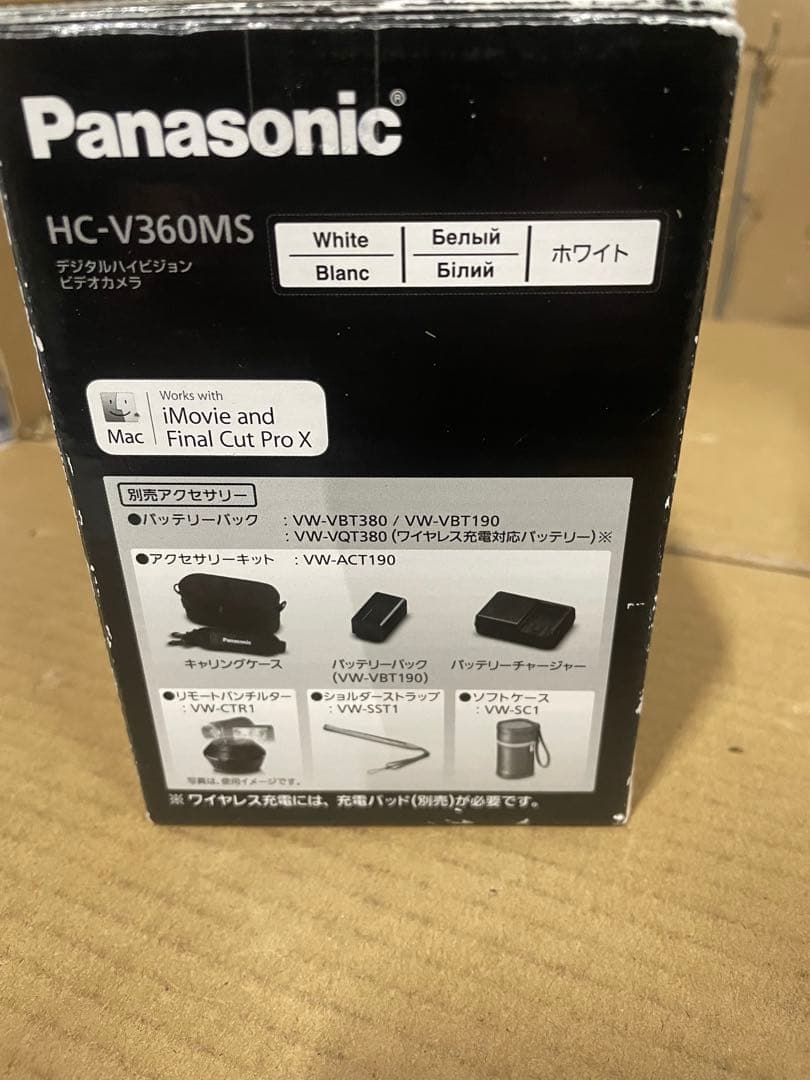 Panasonic®
HC-V360MS
デジタルハイビジョン
ビデオカメラ
White
Blanc
Белый
Білий
ホワイト
Mac
Works with
iMovie and
Final Cut Pro X
別売アクセサリー
●バッテリーパック : VW-VBT380 / VW-VBT190
: VW-VQT380 (ワイヤレス充電対応バッテリー)※
●アクセサリーキット : VW-ACT190
Panasonic
キャリングケース
バッテリーパック
(VW-VBT190)
バッテリーチャージャー
●リモートパンチルター
: VW-CTR1
写真は、使用イメージです。
●ショルダーストラップ
: VW-SST1
●ソフトケース
: VW-SC1
※ ワイヤレス充電には、充電パッド(別売)が必要です。